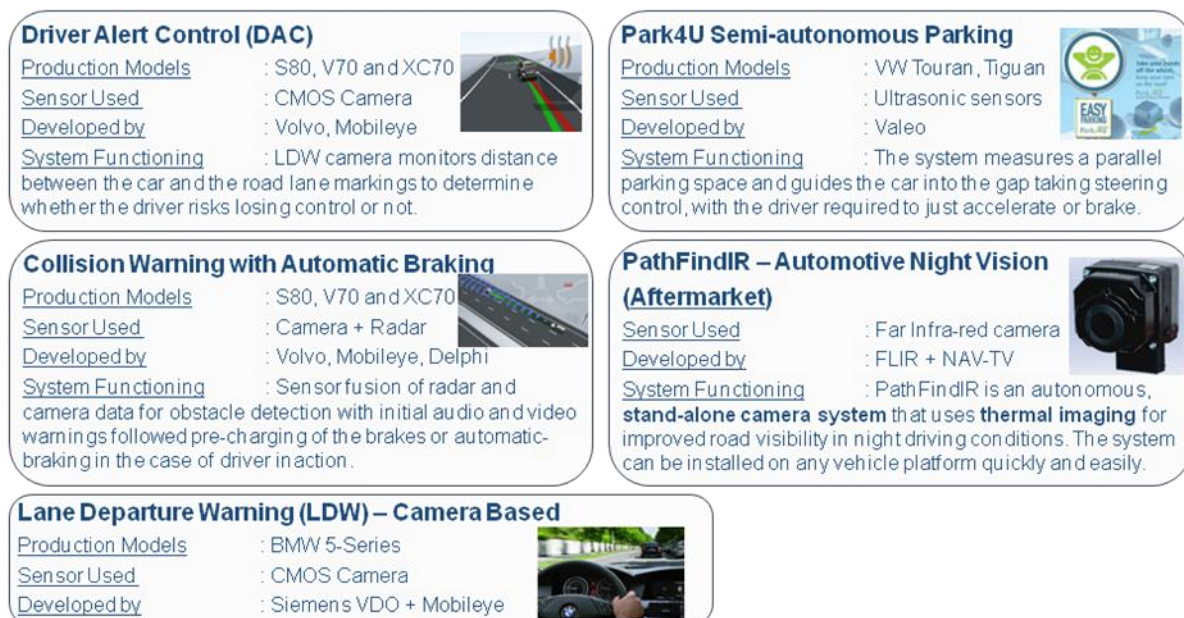 Driver Alert Control (DAC)
Production Models : S80, V70 and XC70
Sensor Used : CMOS Camera
Developed by : Volvo, Mobileye
System Functioning : LDW camera monitors distance
between the car and the road lane markings to determine
whether the driver risks losing control or not.
Park4U Semi-autonomous Parking
Production Models : VW Touran, Tiguan
Sensor Used : Ultrasonic sensors
Developed by : Valeo
System Functioning : The system measures a parallel
parking space and guides the car into the gap taking steering
control, with the driver required to just accelerate or brake.
EASY
PARKING
Collision Warning with Automatic Braking
Production Models : S80, V70 and XC70
Sensor Used : Camera + Radar
Developed by : Volvo, Mobileye, Delphi
System Functioning : Sensor fusion of radar and
camera data for obstacle detection with initial audio and video
warnings followed pre-charging of the brakes or automatic-
braking in the case of driver inaction.
PathFindIR – Automotive Night Vision
(Aftermarket)
Sensor Used : Far Infra-red camera
Developed by : FLIR + NAV-TV
System Functioning : PathFindIR is an autonomous,
stand-alone camera system that uses thermal imaging for
improved road visibility in night driving conditions. The system
can be installed on any vehicle platform quickly and easily.
Lane Departure Warning (LDW) – Camera Based
Production Models : BMW 5-Series
Sensor Used : CMOS Camera
Developed by : Siemens VDO + Mobileye